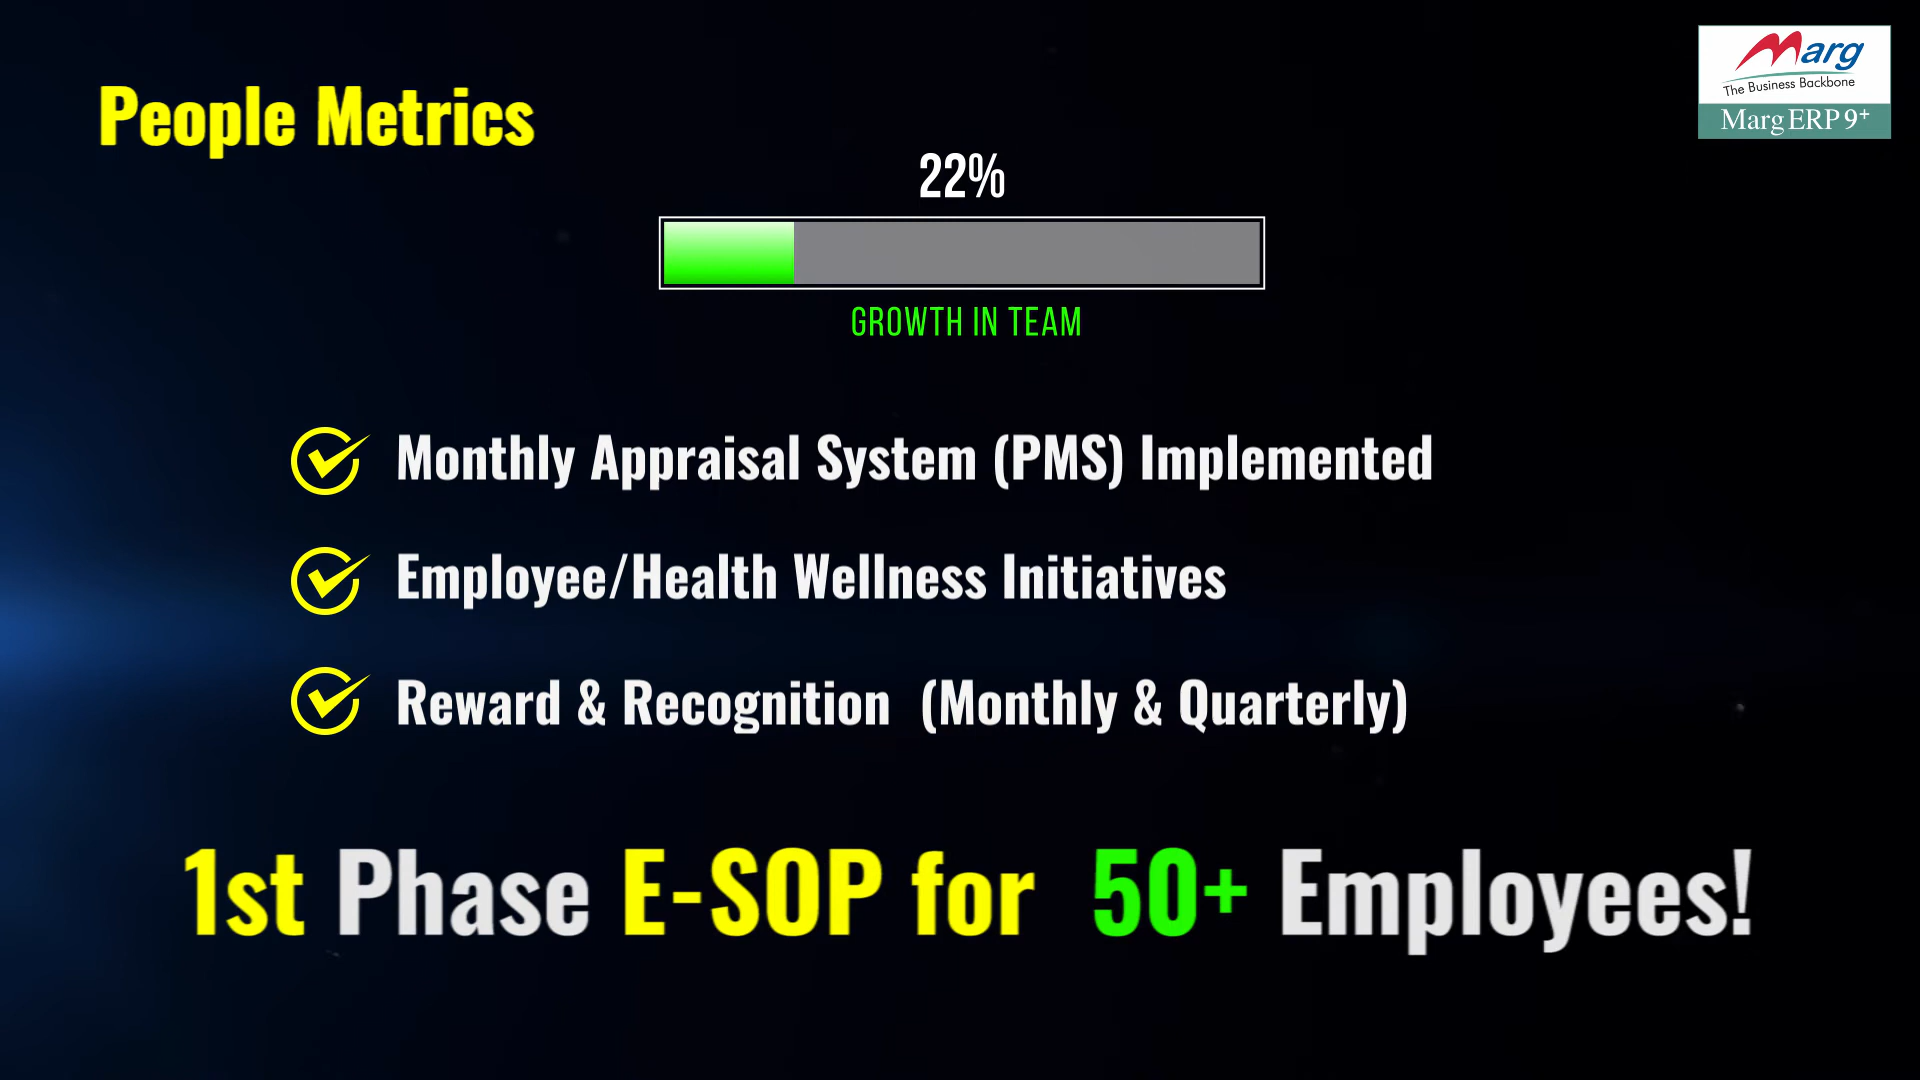 People Metrics
Marg
The Business Backbone
Marg ERP 9+
22%
GROWTH IN TEAM
Monthly Appraisal System (PMS) Implemented
Employee/Health Wellness Initiatives
Reward & Recognition (Monthly & Quarterly)
1st Phase E-SOP for 50+ Employees!